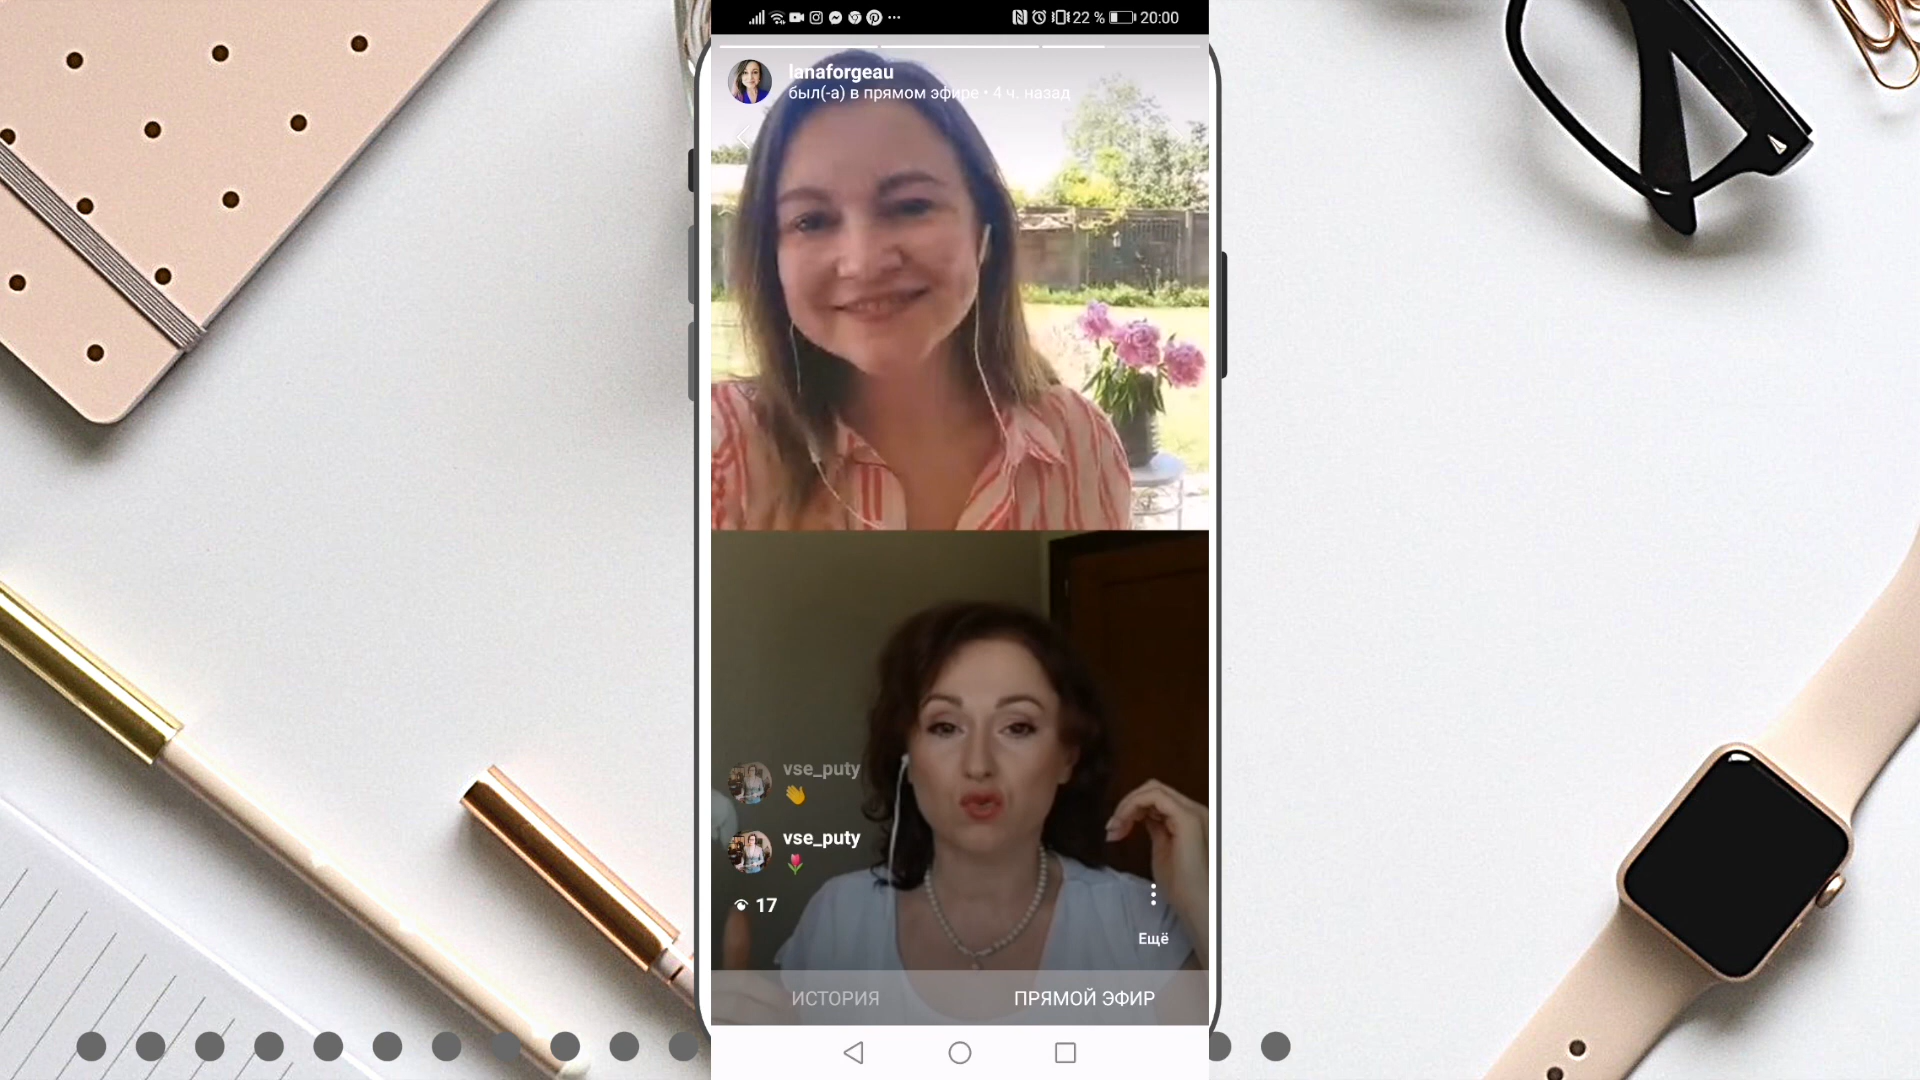 22 % 20:00
lanaforgeau
был(-а) в прямом эфире • 4 ч. назад
vse_puty
vse_puty
17
Ещё
ИСТОРИЯ ПРЯМОЙ ЭФИР